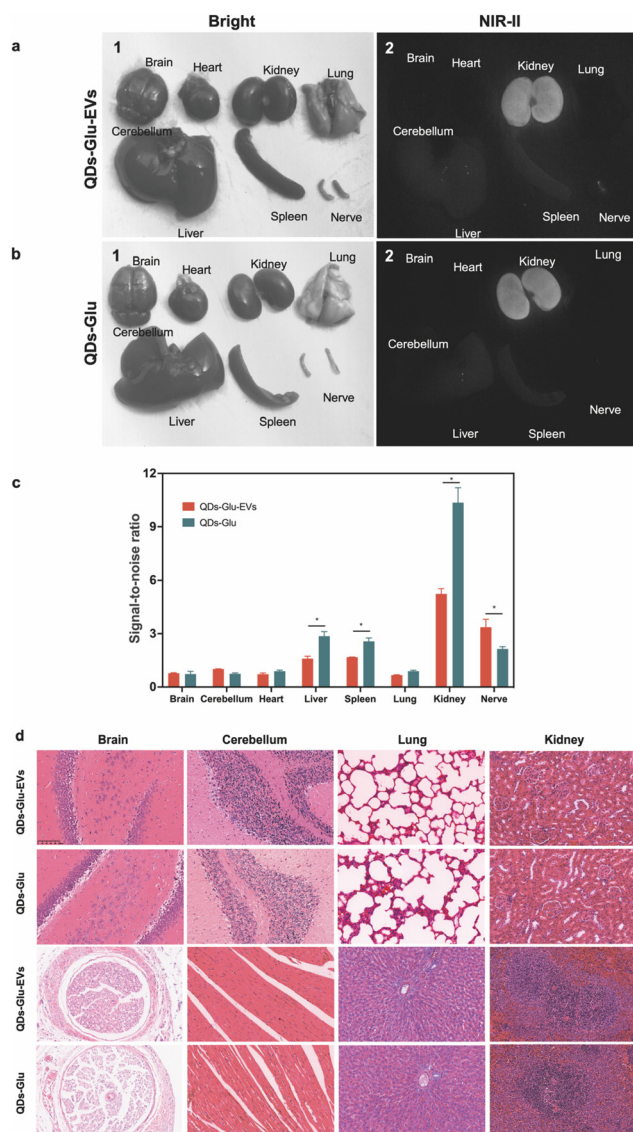 Bright NIR-II
a
QDs-Glu-EVs
1
Brain Heart Kidney Lung
Cerebellum
Liver Spleen Nerve
2
Brain Heart Kidney Lung
Cerebellum
Liver Spleen Nerve
b
QDs-Glu
1
Brain Heart Kidney Lung
Cerebellum
Liver Spleen Nerve
2
Brain Heart Kidney Lung
Cerebellum
Liver Spleen Nerve
c
Signal-to-noise ratio
12
9
6
3
0
QDs-Glu-EVs
QDs-Glu
* * * *
Brain Cerebellum Heart Liver Spleen Lung Kidney Nerve
d
Brain Cerebellum Lung Kidney
QDs-Glu-EVs
QDs-Glu
QDs-Glu-EVs
QDs-Glu